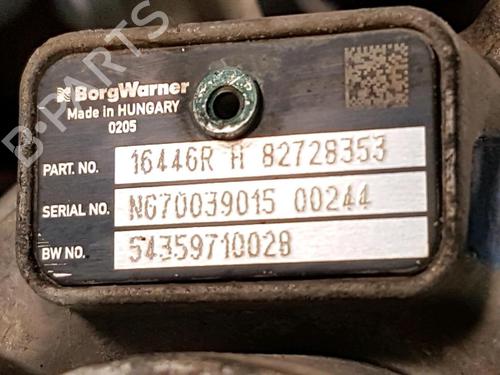 BorgWarner
Made in HUNGARY
0205
PART. NO. 16446R H 82728353
SERIAL NO. NG70039015 00244
BW NO. 54359710028
B-PARTS